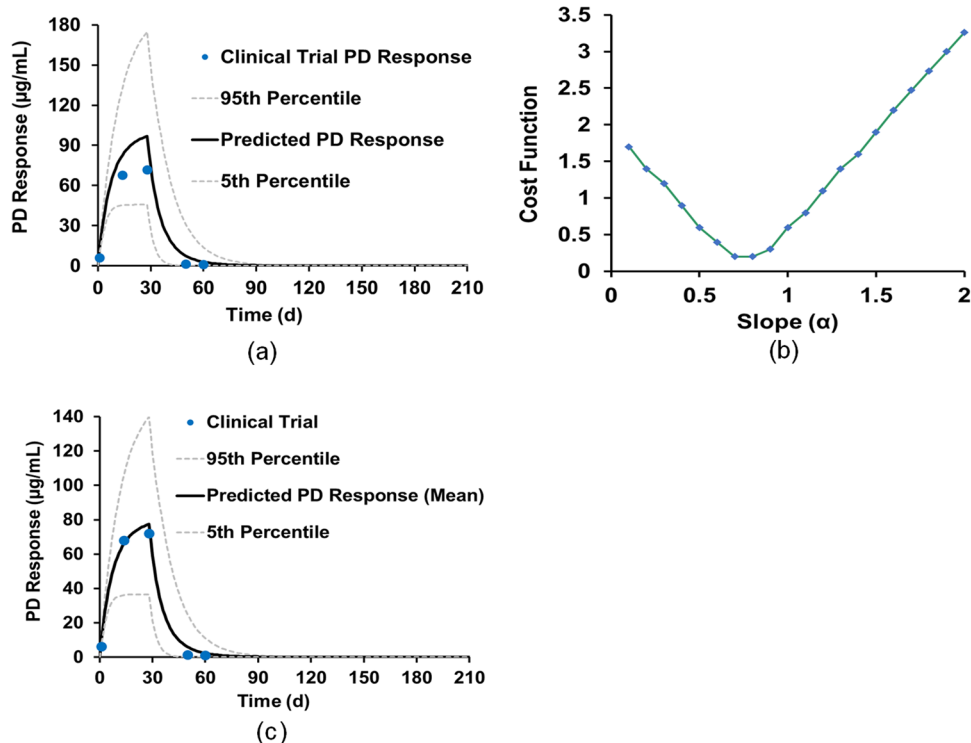 180
150
120
90
60
30
0
PD Response (µg/mL)
Clinical Trial PD Response
95th Percentile
Predicted PD Response
5th Percentile
0 30 60 90 120 150 180 210
Time (d)
(a)
3.5
3
2.5
2
1.5
1
0.5
0
Cost Function
0 0.5 1 1.5 2
Slope (α)
(b)
140
120
100
80
60
40
20
0
PD Response (µg/mL)
Clinical Trial
95th Percentile
Predicted PD Response (Mean)
5th Percentile
0 30 60 90 120 150 180 210
Time (d)
(c)